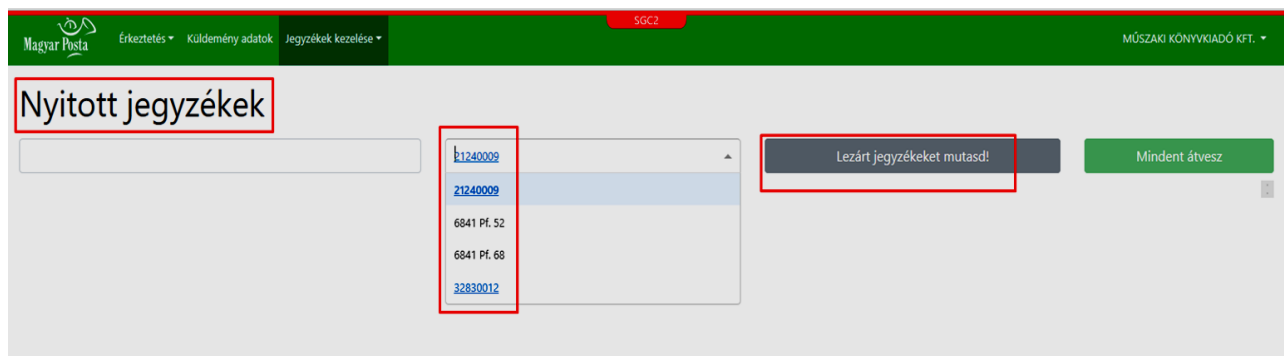 SGC2
Magyar Posta
Érkeztetés Küldemény adatok Jegyzékek kezelése MŰSZAKI KÖNYVKIADÓ KFT.
Nyitott jegyzékek
21240009 Lezárt jegyzékeket mutasd! Mindent átvesz
21240009
6841 Pf. 52
6841 Pf. 68
32830012